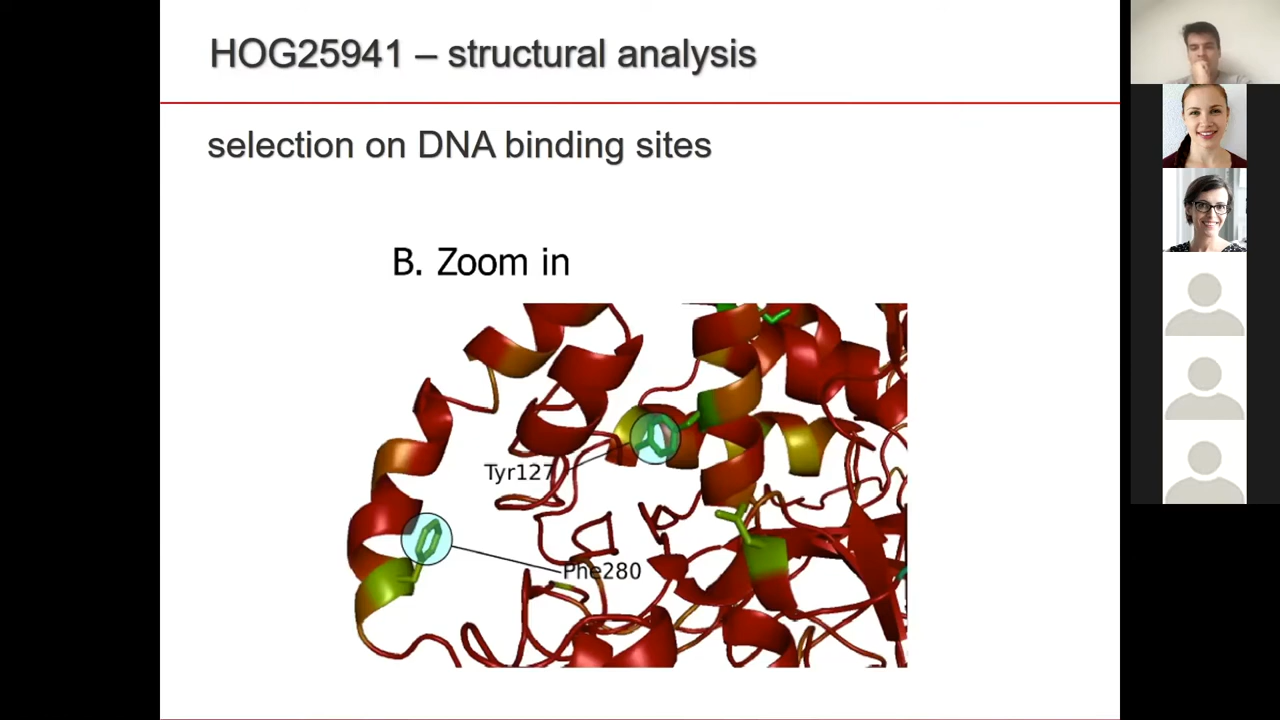 HOG25941 – structural analysis
selection on DNA binding sites
B. Zoom in
Tyr127
Phe280